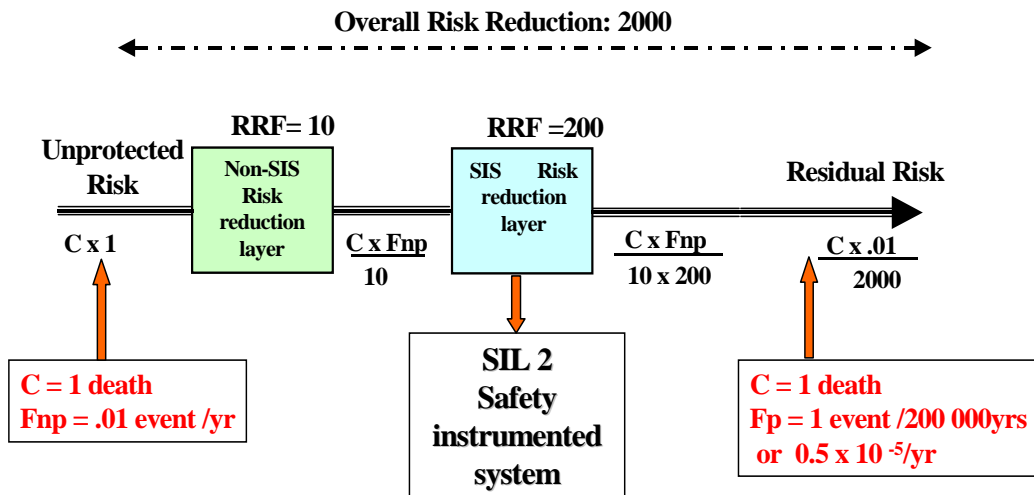 Overall Risk Reduction: 2000
RRF= 10
RRF =200
Unprotected
Risk
Non-SIS
Risk
reduction
layer
SIS Risk
reduction
layer
Residual Risk
C x 1
C x Fnp
10
C x Fnp
10 x 200
C x .01
2000
C = 1 death
Fnp = .01 event /yr
SIL 2
Safety
instrumented
system
C = 1 death
Fp = 1 event /200 000yrs
or 0.5 x 10 -5/yr